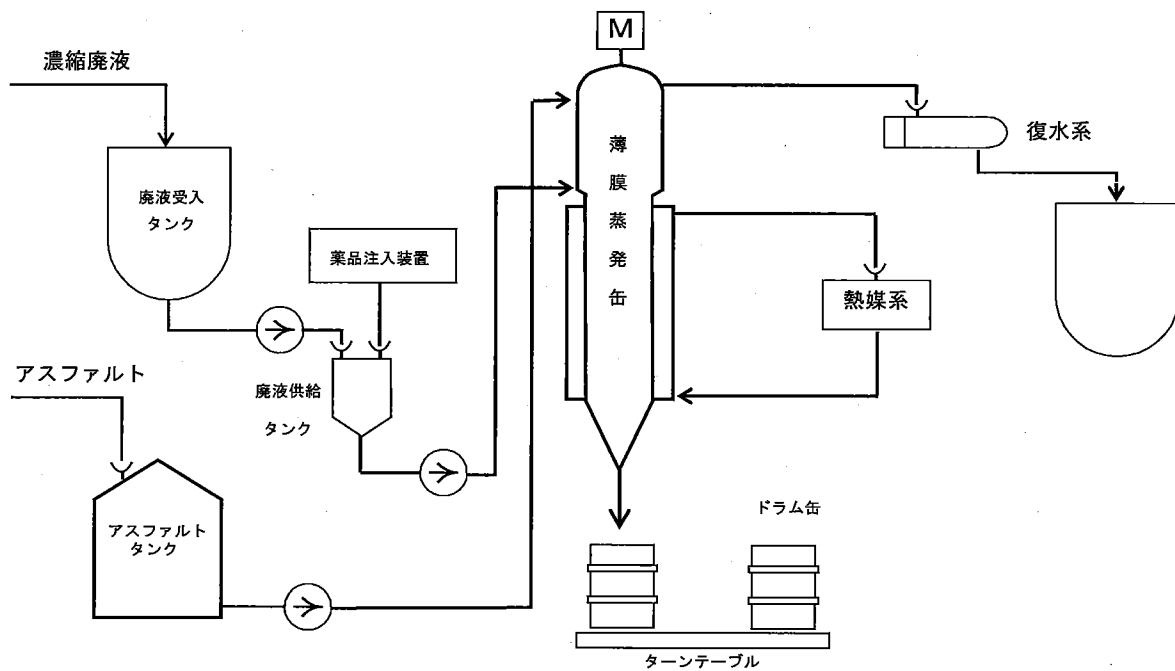 M
濃縮廃液
薄膜蒸発缶
復水系
廃液受入
タンク
薬品注入装置
熱媒系
アスファルト
廃液供給
タンク
アスファルト
タンク
ドラム缶
ターンテーブル